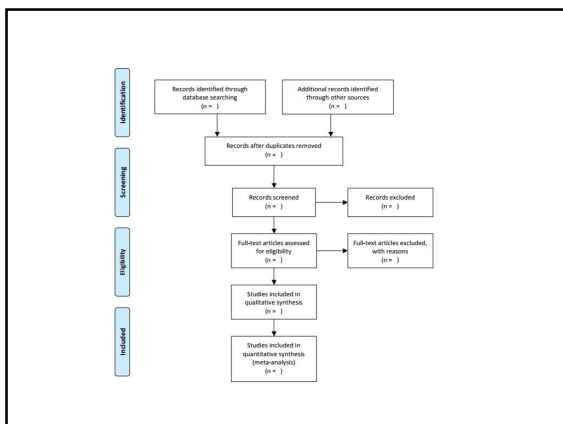 Identification
Records identified through
database searching
(n =   )
Additional records identified
through other sources
(n =   )
Records after duplicates removed
(n =   )
Screening
Records screened
(n =   )
Records excluded
(n =   )
Eligibility
Full-text articles assessed
for eligibility
(n =   )
Full-text articles excluded,
with reasons
(n =   )
Studies included in
qualitative synthesis
(n =   )
Included
Studies included in
quantitative synthesis
(meta-analysis)
(n =   )